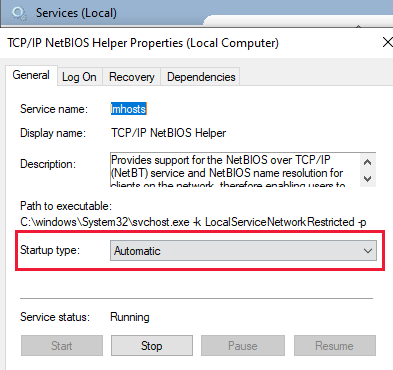 Services (Local)
TCP/IP NetBIOS Helper Properties (Local Computer)
General
Log On
Recovery
Dependencies
Service name:
lmhosts
Display name:
TCP/IP NetBIOS Helper
Description:
Provides support for the NetBIOS over TCP/IP
(NetBT) service and NetBIOS name resolution for
clients on the network, therefore enabling users to
Path to executable:
C:\windows\System32\svchost.exe -k LocalServiceNetworkRestricted -p
Startup type:
Automatic
Service status:
Running
Start
Stop
Pause
Resume